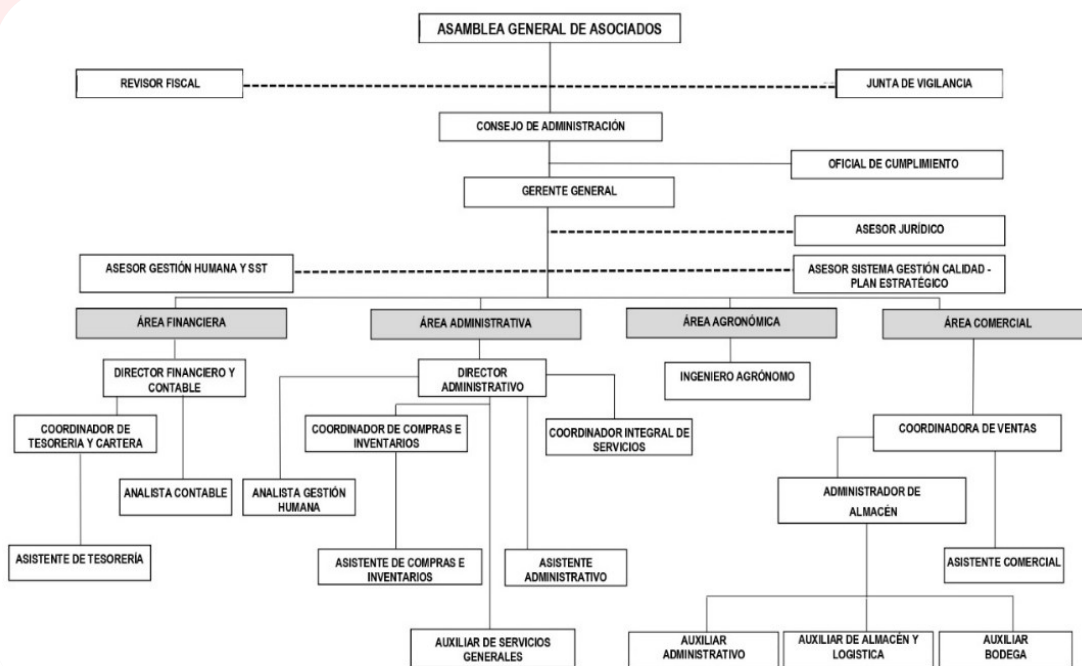 ASAMBLEA GENERAL DE ASOCIADOS
REVISOR FISCAL
JUNTA DE VIGILANCIA
CONSEJO DE ADMINISTRACIÓN
OFICIAL DE CUMPLIMIENTO
GERENTE GENERAL
ASESOR JURÍDICO
ASESOR GESTIÓN HUMANA Y SST
ASESOR SISTEMA GESTIÓN CALIDAD -
PLAN ESTRATÉGICO
ÁREA FINANCIERA
ÁREA ADMINISTRATIVA
ÁREA AGRONÓMICA
ÁREA COMERCIAL
DIRECTOR FINANCIERO Y
CONTABLE
DIRECTOR
ADMINISTRATIVO
INGENIERO AGRÓNOMO
COORDINADOR DE
TESORERIA Y CARTERA
COORDINADOR DE COMPRAS E
INVENTARIOS
COORDINADOR INTEGRAL DE
SERVICIOS
COORDINADORA DE VENTAS
ANALISTA CONTABLE
ANALISTA GESTIÓN
HUMANA
ADMINISTRADOR DE
ALMACÉN
ASISTENTE DE TESORERÍA
ASISTENTE DE COMPRAS E
INVENTARIOS
ASISTENTE
ADMINISTRATIVO
ASISTENTE COMERCIAL
AUXILIAR DE SERVICIOS
GENERALES
AUXILIAR
ADMINISTRATIVO
AUXILIAR DE ALMACÉN Y
LOGISTICA
AUXILIAR
BODEGA